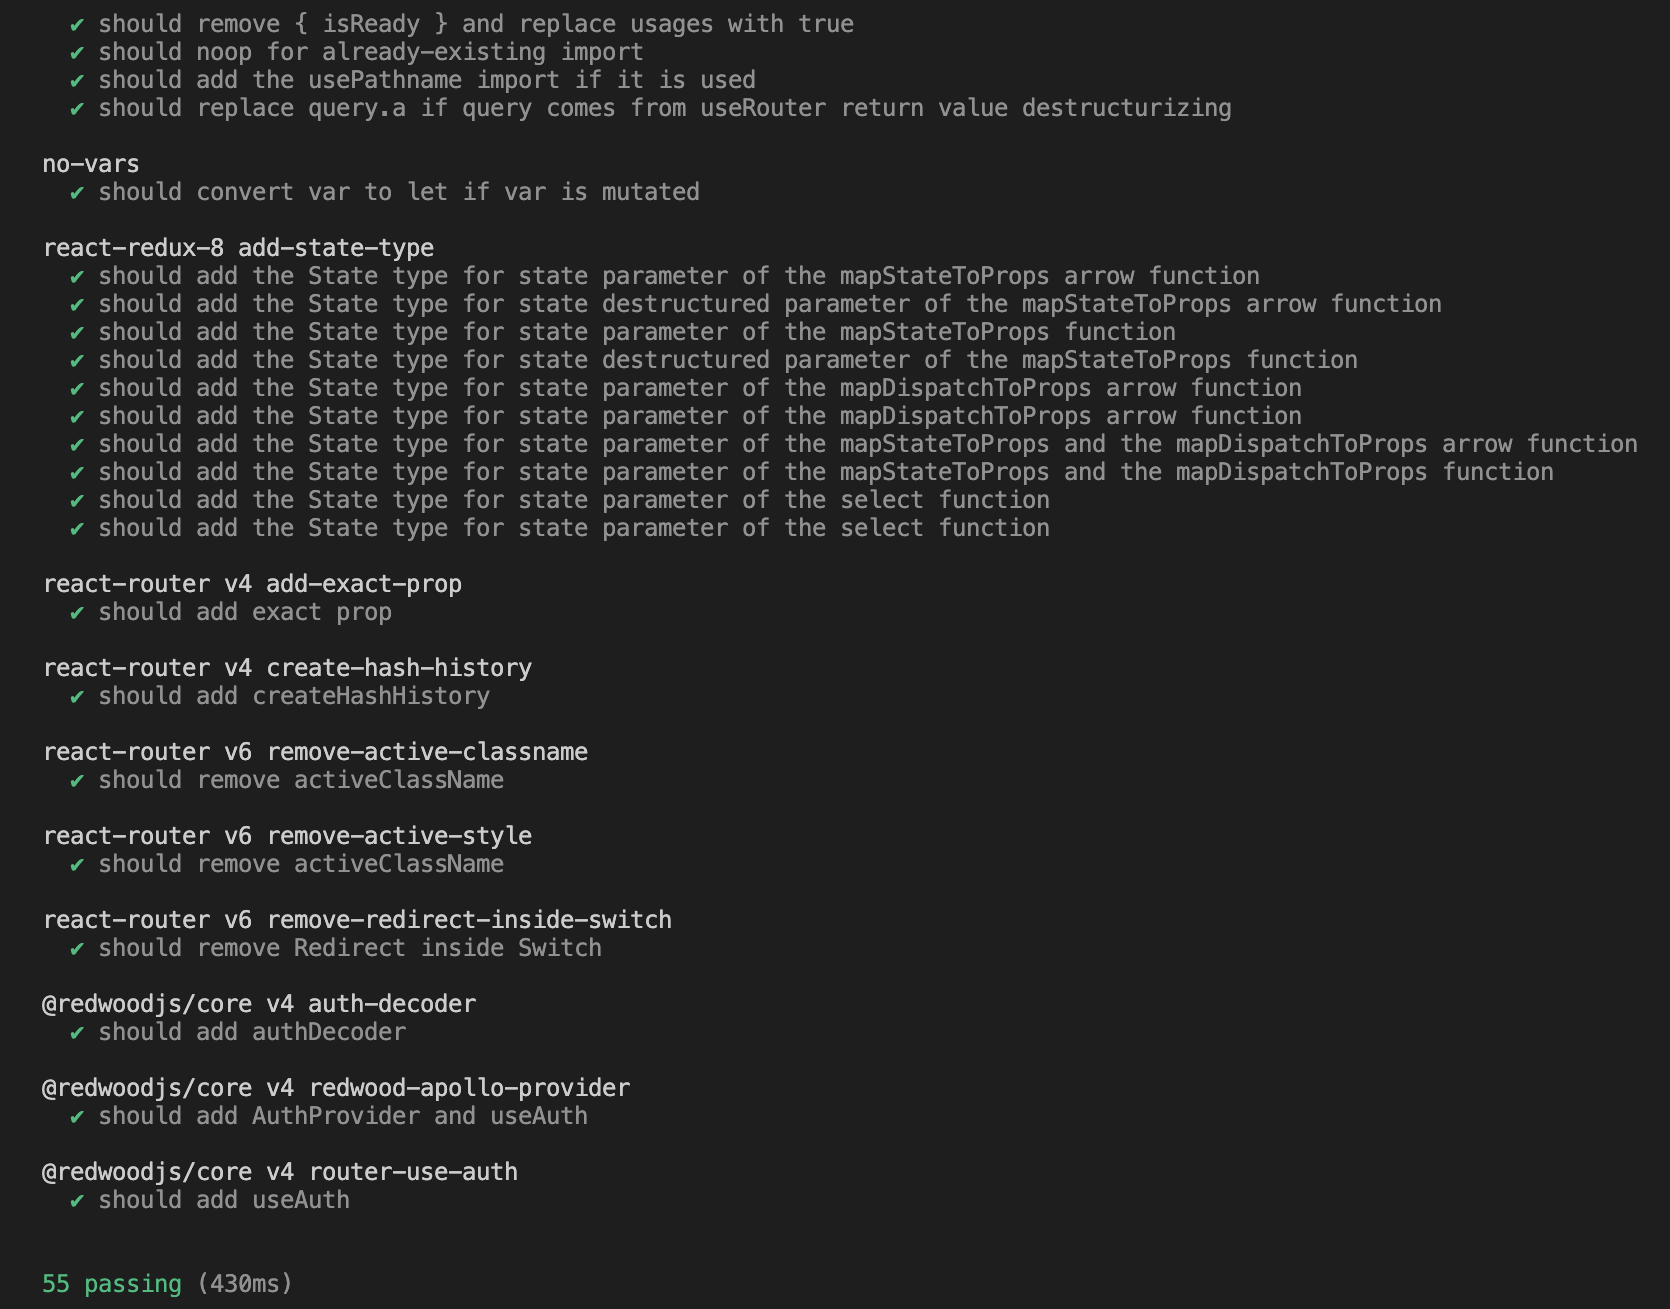 ✔ should remove { isReady } and replace usages with true
✔ should noop for already-existing import
✔ should add the usePathname import if it is used
✔ should replace query.a if query comes from useRouter return value destructurizing
no-vars
✔ should convert var to let if var is mutated
react-redux-8 add-state-type
✔ should add the State type for state parameter of the mapStateToProps arrow function
✔ should add the State type for state destructured parameter of the mapStateToProps arrow function
✔ should add the State type for state parameter of the mapStateToProps function
✔ should add the State type for state destructured parameter of the mapStateToProps function
✔ should add the State type for state parameter of the mapDispatchToProps arrow function
✔ should add the State type for state parameter of the mapDispatchToProps arrow function
✔ should add the State type for state parameter of the mapStateToProps and the mapDispatchToProps arrow function
✔ should add the State type for state parameter of the mapStateToProps and the mapDispatchToProps function
✔ should add the State type for state parameter of the select function
✔ should add the State type for state parameter of the select function
react-router v4 add-exact-prop
✔ should add exact prop
react-router v4 create-hash-history
✔ should add createHashHistory
react-router v6 remove-active-classname
✔ should remove activeClassName
react-router v6 remove-active-style
✔ should remove activeClassName
react-router v6 remove-redirect-inside-switch
✔ should remove Redirect inside Switch
@redwoodjs/core v4 auth-decoder
✔ should add authDecoder
@redwoodjs/core v4 redwood-apollo-provider
✔ should add AuthProvider and useAuth
@redwoodjs/core v4 router-use-auth
✔ should add useAuth
55 passing (430ms)